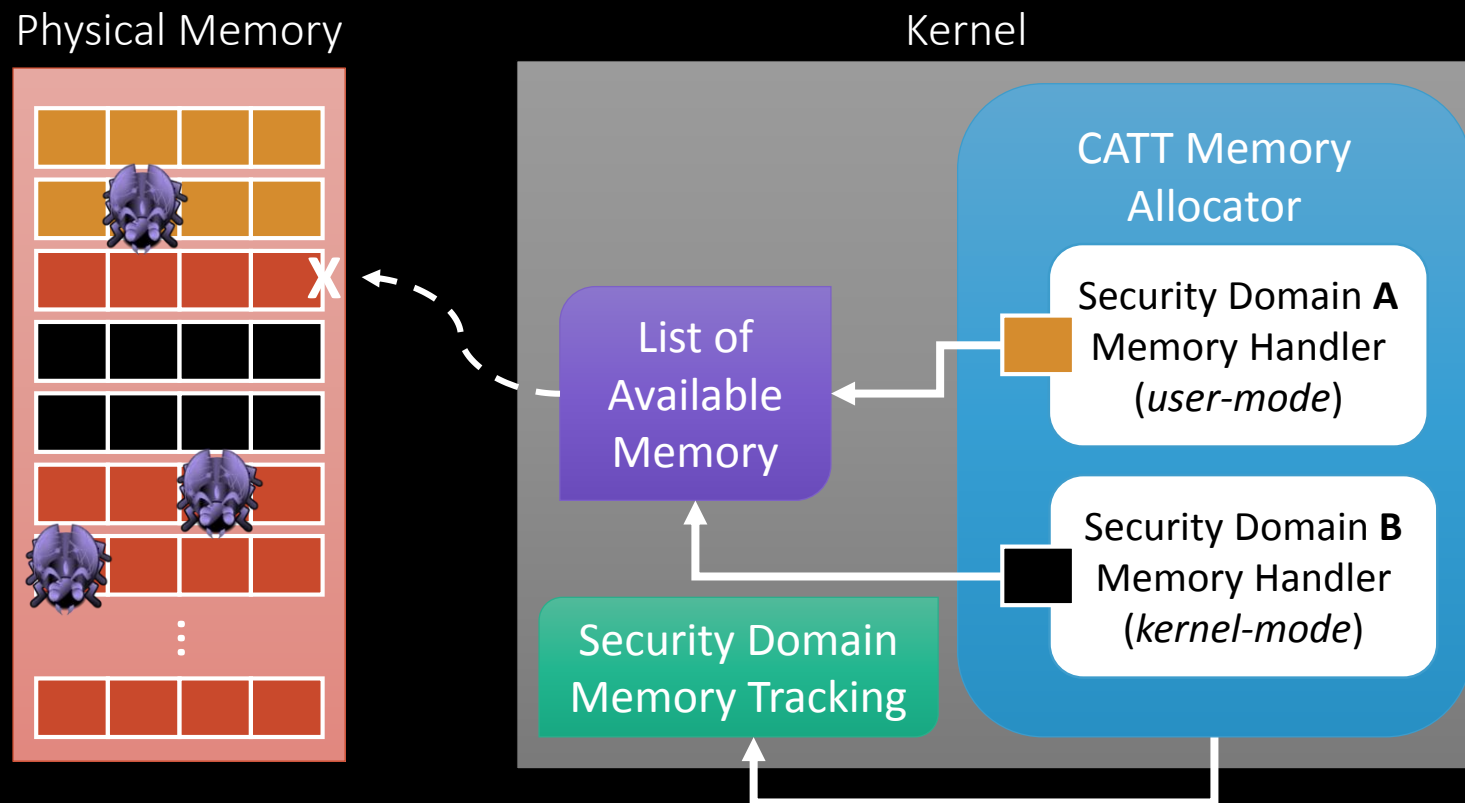 Physical Memory
Kernel
CATT Memory
Allocator
Security Domain A
Memory Handler
(user-mode)
List of
Available
Memory
Security Domain B
Memory Handler
(kernel-mode)
Security Domain
Memory Tracking
X
...